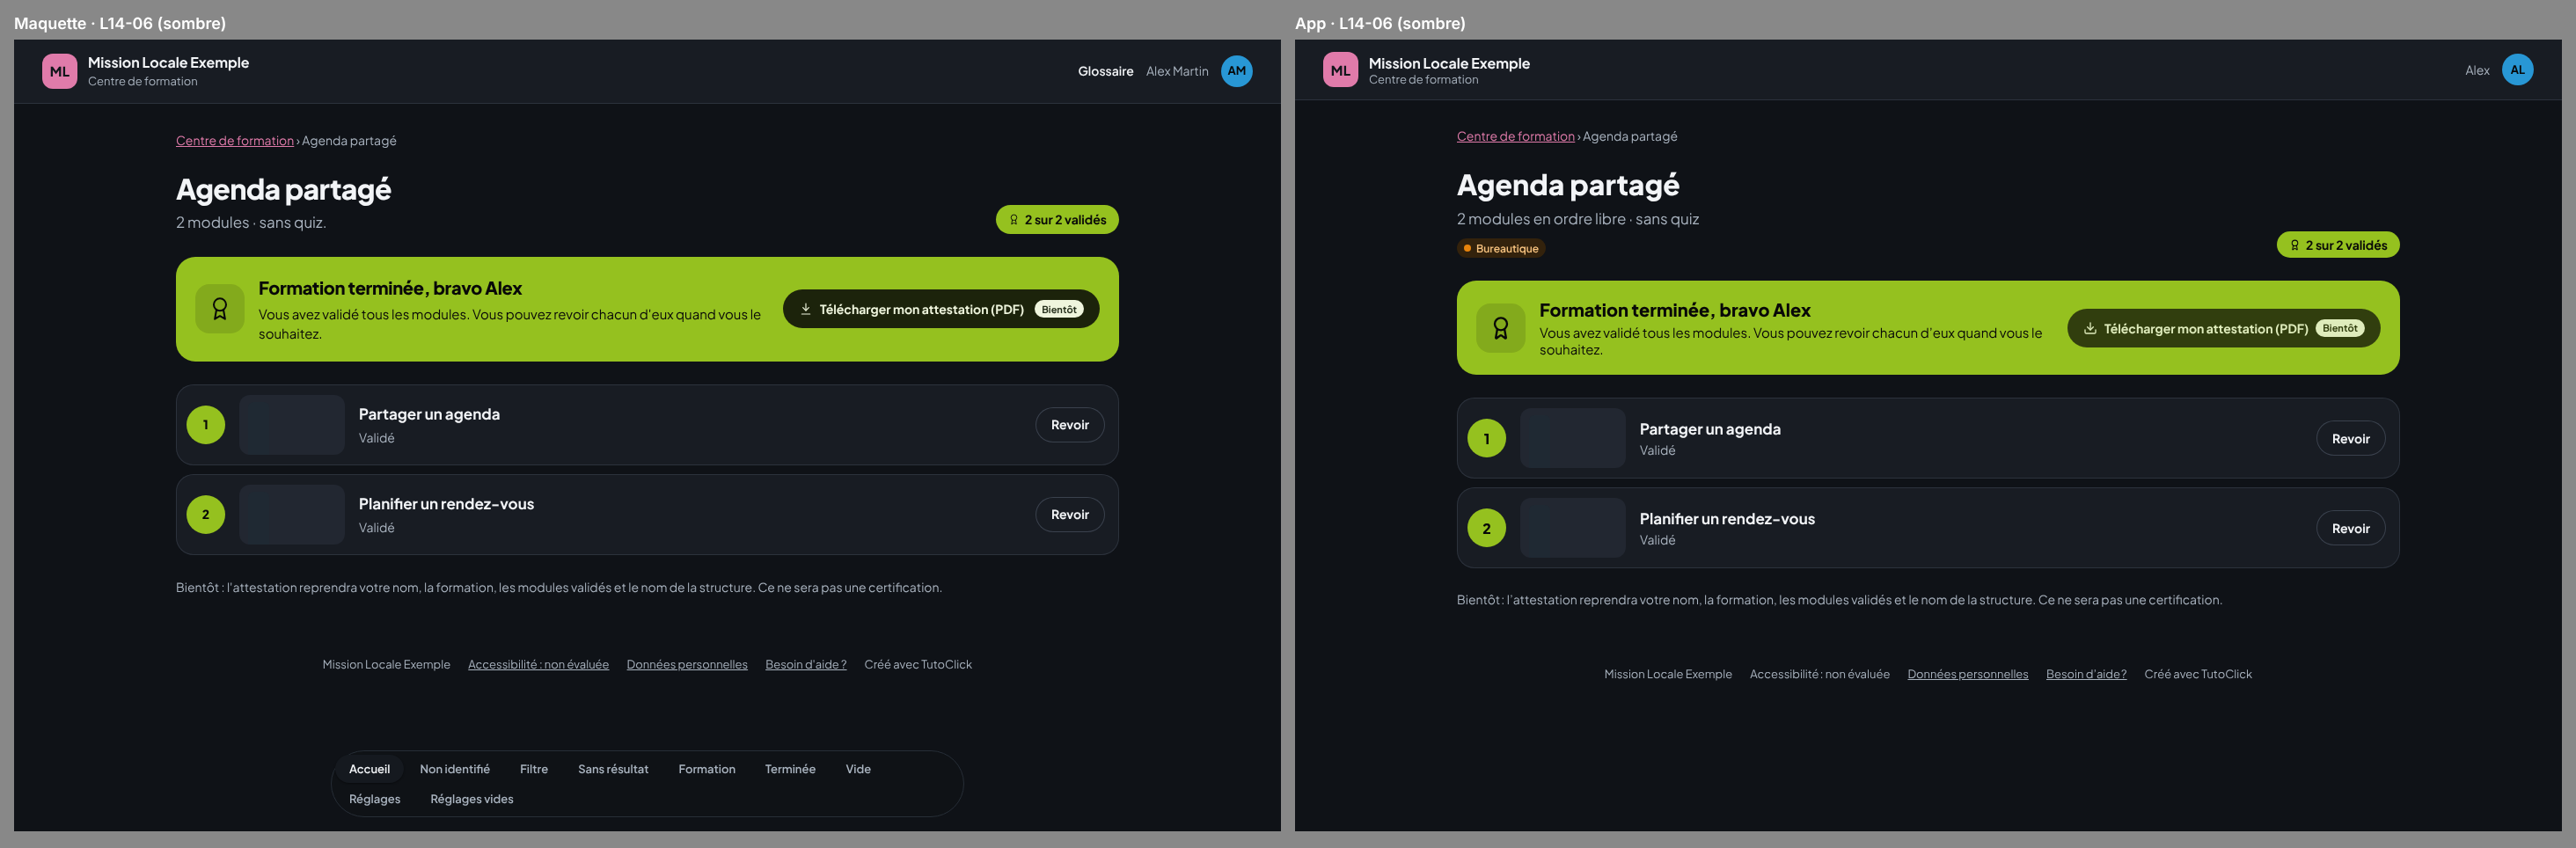 Maquette · L14-06 (sombre)
ML
Mission Locale Exemple
Centre de formation
Glossaire
Alex Martin
AM
Centre de formation › Agenda partagé
Agenda partagé
2 modules · sans quiz.
2 sur 2 validés
Formation terminée, bravo Alex
Vous avez validé tous les modules. Vous pouvez revoir chacun d'eux quand vous le
souhaitez.
Télécharger mon attestation (PDF)
Bientôt
1
Partager un agenda
Validé
Revoir
2
Planifier un rendez-vous
Validé
Revoir
Bientôt : l'attestation reprendra votre nom, la formation, les modules validés et le nom de la structure. Ce ne sera pas une certification.
Mission Locale Exemple
Accessibilité : non évaluée
Données personnelles
Besoin d'aide ?
Créé avec TutoClick
Accueil
Non identifié
Filtre
Sans résultat
Formation
Terminée
Vide
Réglages
Réglages vides
App · L14-06 (sombre)
ML
Mission Locale Exemple
Centre de formation
Alex
AL
Centre de formation › Agenda partagé
Agenda partagé
2 modules en ordre libre · sans quiz
Bureautique
2 sur 2 validés
Formation terminée, bravo Alex
Vous avez validé tous les modules. Vous pouvez revoir chacun d'eux quand vous le
souhaitez.
Télécharger mon attestation (PDF)
Bientôt
1
Partager un agenda
Validé
Revoir
2
Planifier un rendez-vous
Validé
Revoir
Bientôt : l'attestation reprendra votre nom, la formation, les modules validés et le nom de la structure. Ce ne sera pas une certification.
Mission Locale Exemple
Accessibilité : non évaluée
Données personnelles
Besoin d'aide ?
Créé avec TutoClick